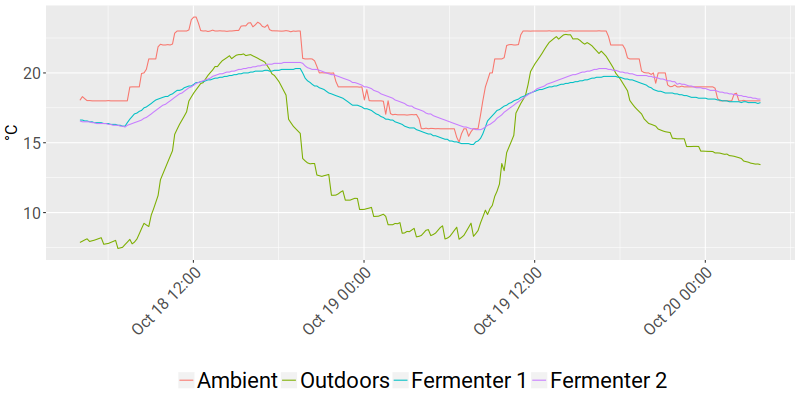 °C
20
15
10
Oct 18 12:00
Oct 19 00:00
Oct 19 12:00
Oct 20 00:00
Ambient Outdoors Fermenter 1 Fermenter 2